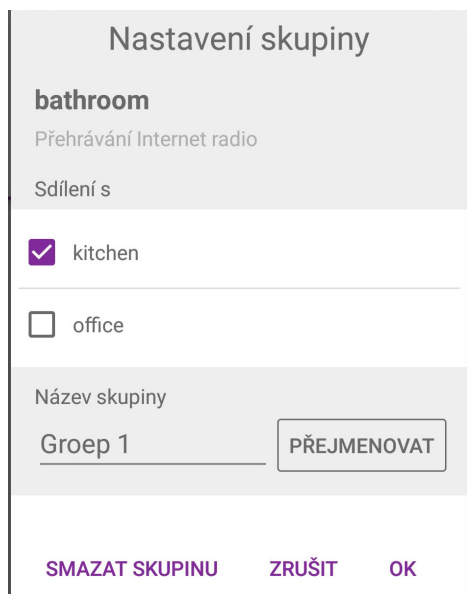 Nastavení skupiny
bathroom
Přehrávání Internet radio
Sdílení s
kitchen
office
Název skupiny
Groep 1 PŘEJMENOVAT
SMAZAT SKUPINU ZRUŠIT OK